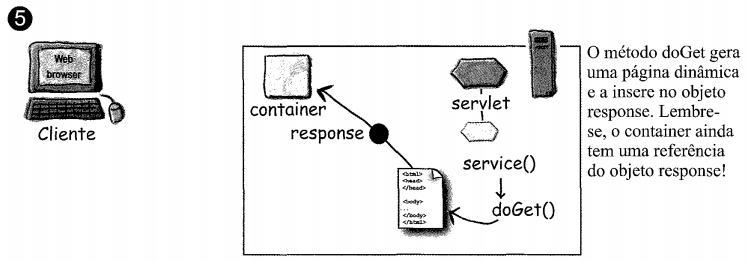 5
Web
browser
Cliente
container
response
servlet
service()
doGet()
<html>
<head>
</head>
<body>
...
</body>
</html>
O método doGet gera
uma página dinâmica
e a insere no objeto
response. Lembre-
se, o container ainda
tem uma referência
do objeto response!